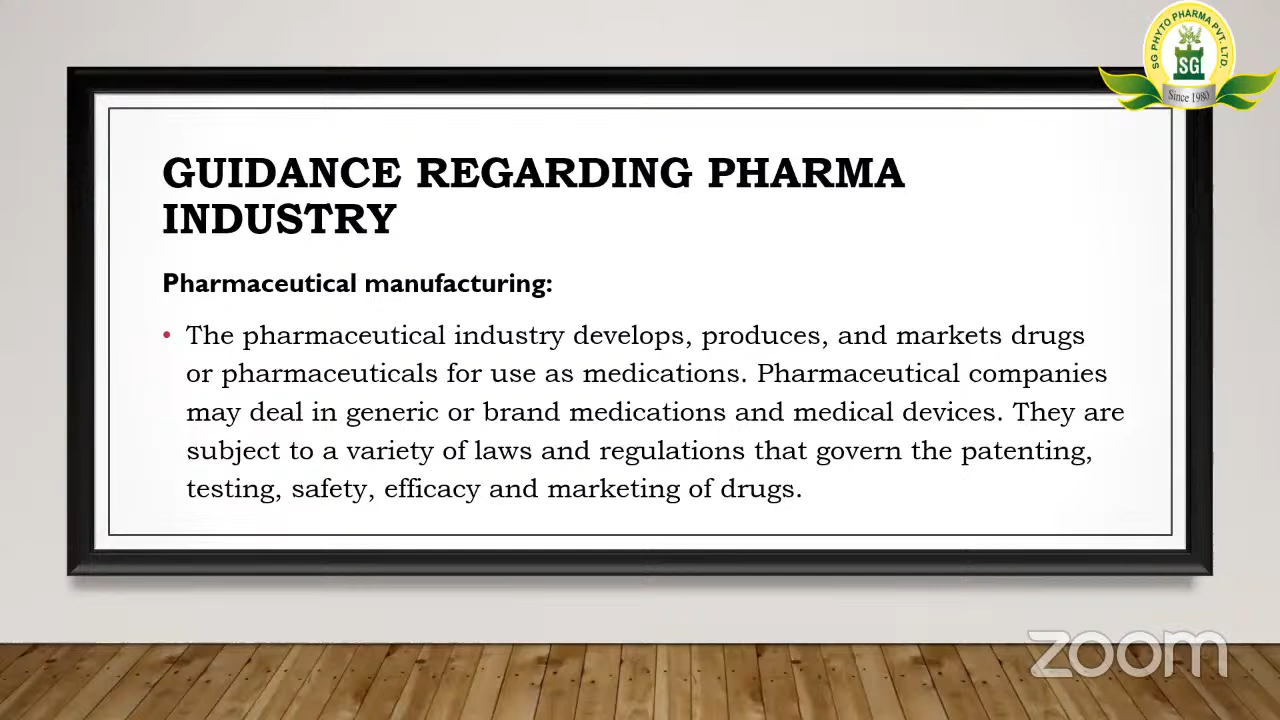 SG PHYTO PHARMA PVT. LTD.
SG
Since 1980
GUIDANCE REGARDING PHARMA
INDUSTRY
Pharmaceutical manufacturing:
• The pharmaceutical industry develops, produces, and markets drugs
or pharmaceuticals for use as medications. Pharmaceutical companies
may deal in generic or brand medications and medical devices. They are
subject to a variety of laws and regulations that govern the patenting,
testing, safety, efficacy and marketing of drugs.
zoom